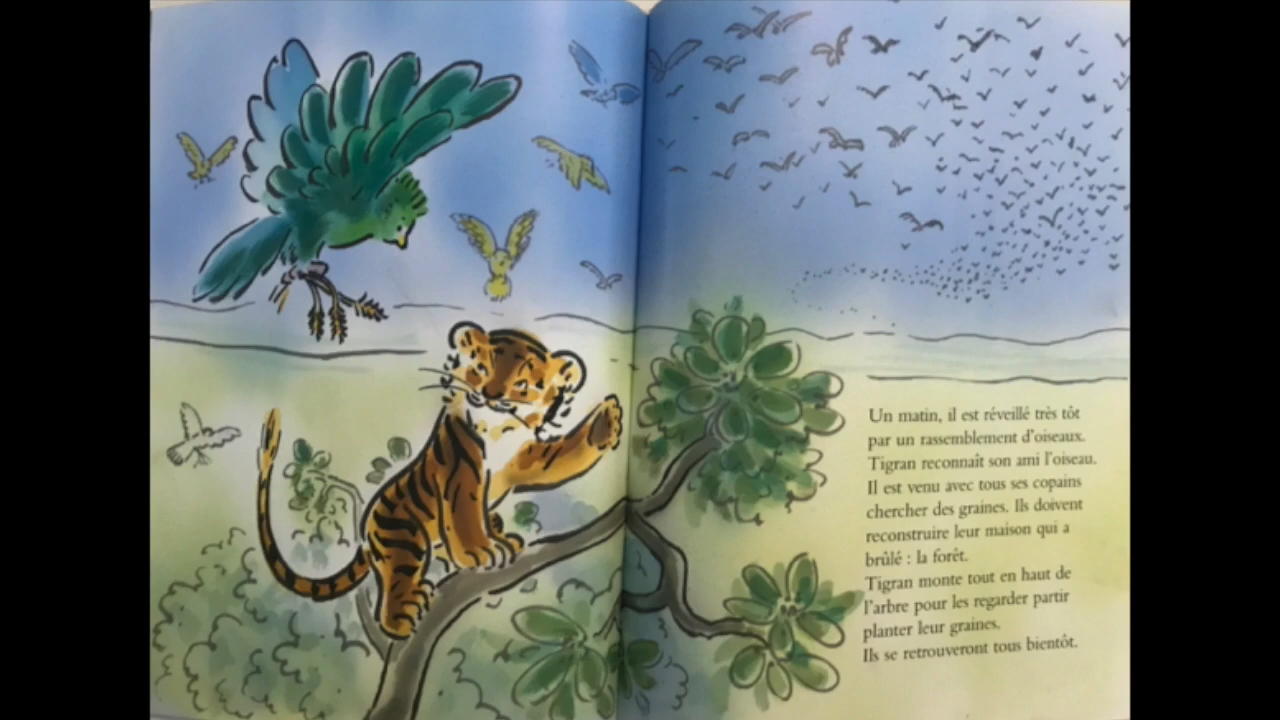 Un matin, il est réveillé très tôt
par un rassemblement d'oiseaux.
Tigran reconnaît son ami l'oiseau.
Il est venu avec tous ses copains
chercher des graines. Ils doivent
reconstruire leur maison qui a
brûlé : la forêt.
Tigran monte tout en haut de
l'arbre pour les regarder partir
planter leur graines.
Ils se retrouveront tous bientôt.